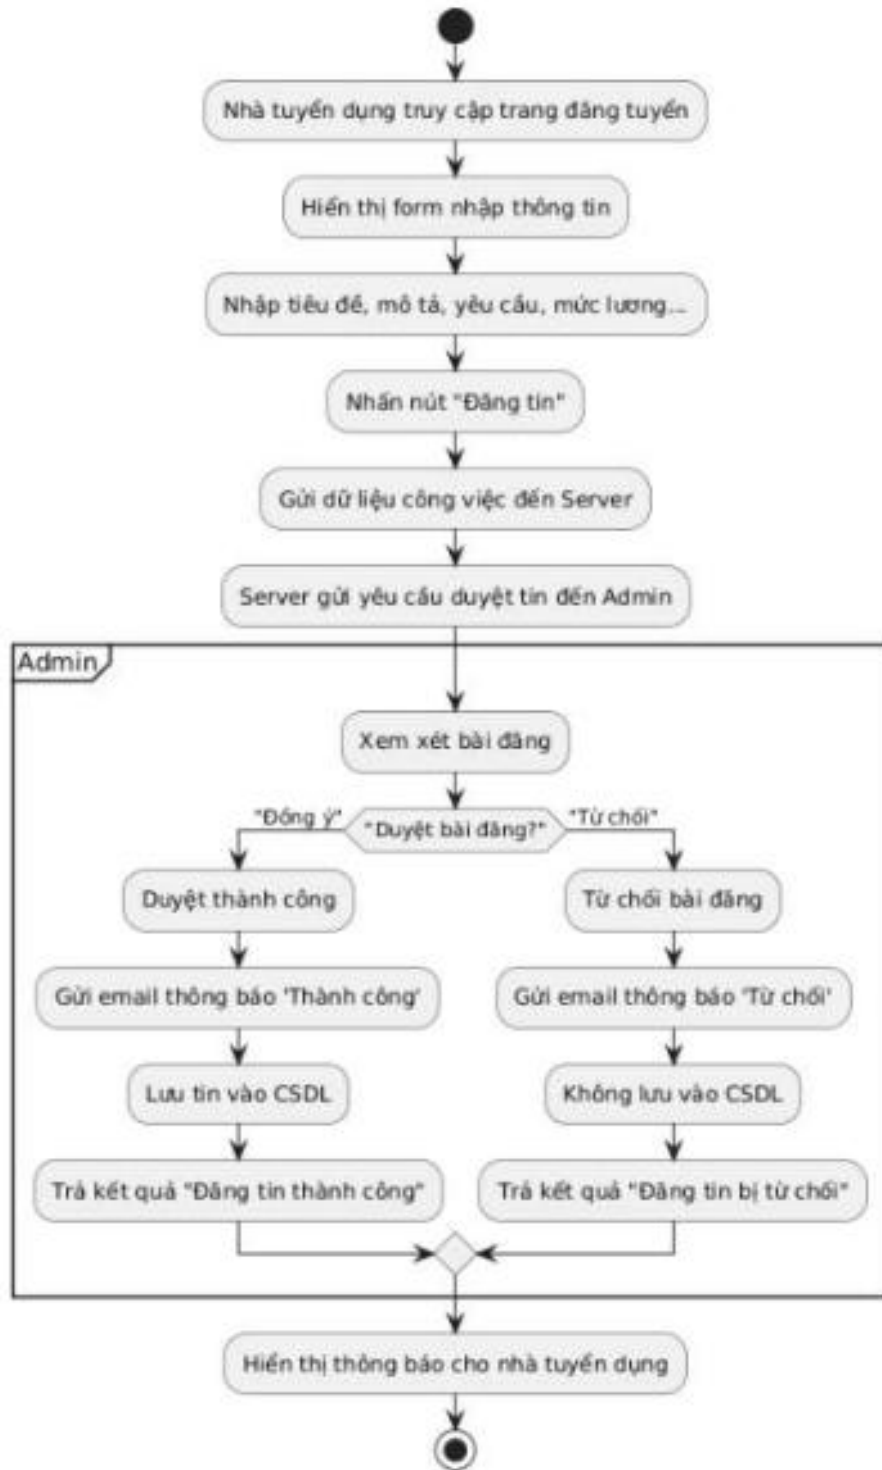 Nhà tuyển dụng truy cập trang đăng tuyển
Hiển thị form nhập thông tin
Nhập tiêu đề, mô tả, yêu cầu, mức lương...
Nhấn nút "Đăng tin"
Gửi dữ liệu công việc đến Server
Server gửi yêu cầu duyệt tin đến Admin
Admin
Xem xét bài đăng
"Duyệt bài đăng?"
"Đồng ý"
"Từ chối"
Duyệt thành công
Từ chối bài đăng
Gửi email thông báo 'Thành công'
Gửi email thông báo 'Từ chối'
Lưu tin vào CSDL
Không lưu vào CSDL
Trả kết quả "Đăng tin thành công"
Trả kết quả "Đăng tin bị từ chối"
Hiển thị thông báo cho nhà tuyển dụng